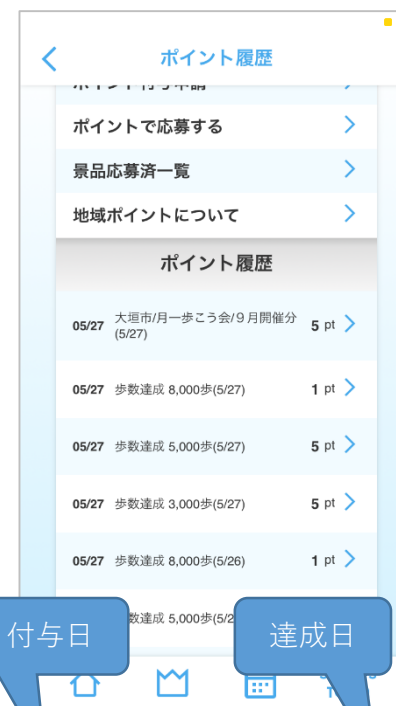 ポイント履歴
ポイントで応募する
景品応募済一覧
地域ポイントについて
ポイント履歴
05/27 大垣市/月一歩こう会/９月開催分 5 pt
(5/27)
05/27 歩数達成 8,000歩(5/27) 1 pt
05/27 歩数達成 5,000歩(5/27) 5 pt
05/27 歩数達成 3,000歩(5/27) 5 pt
05/27 歩数達成 8,000歩(5/26) 1 pt
数達成 5,000歩(5/2
付与日
達成日